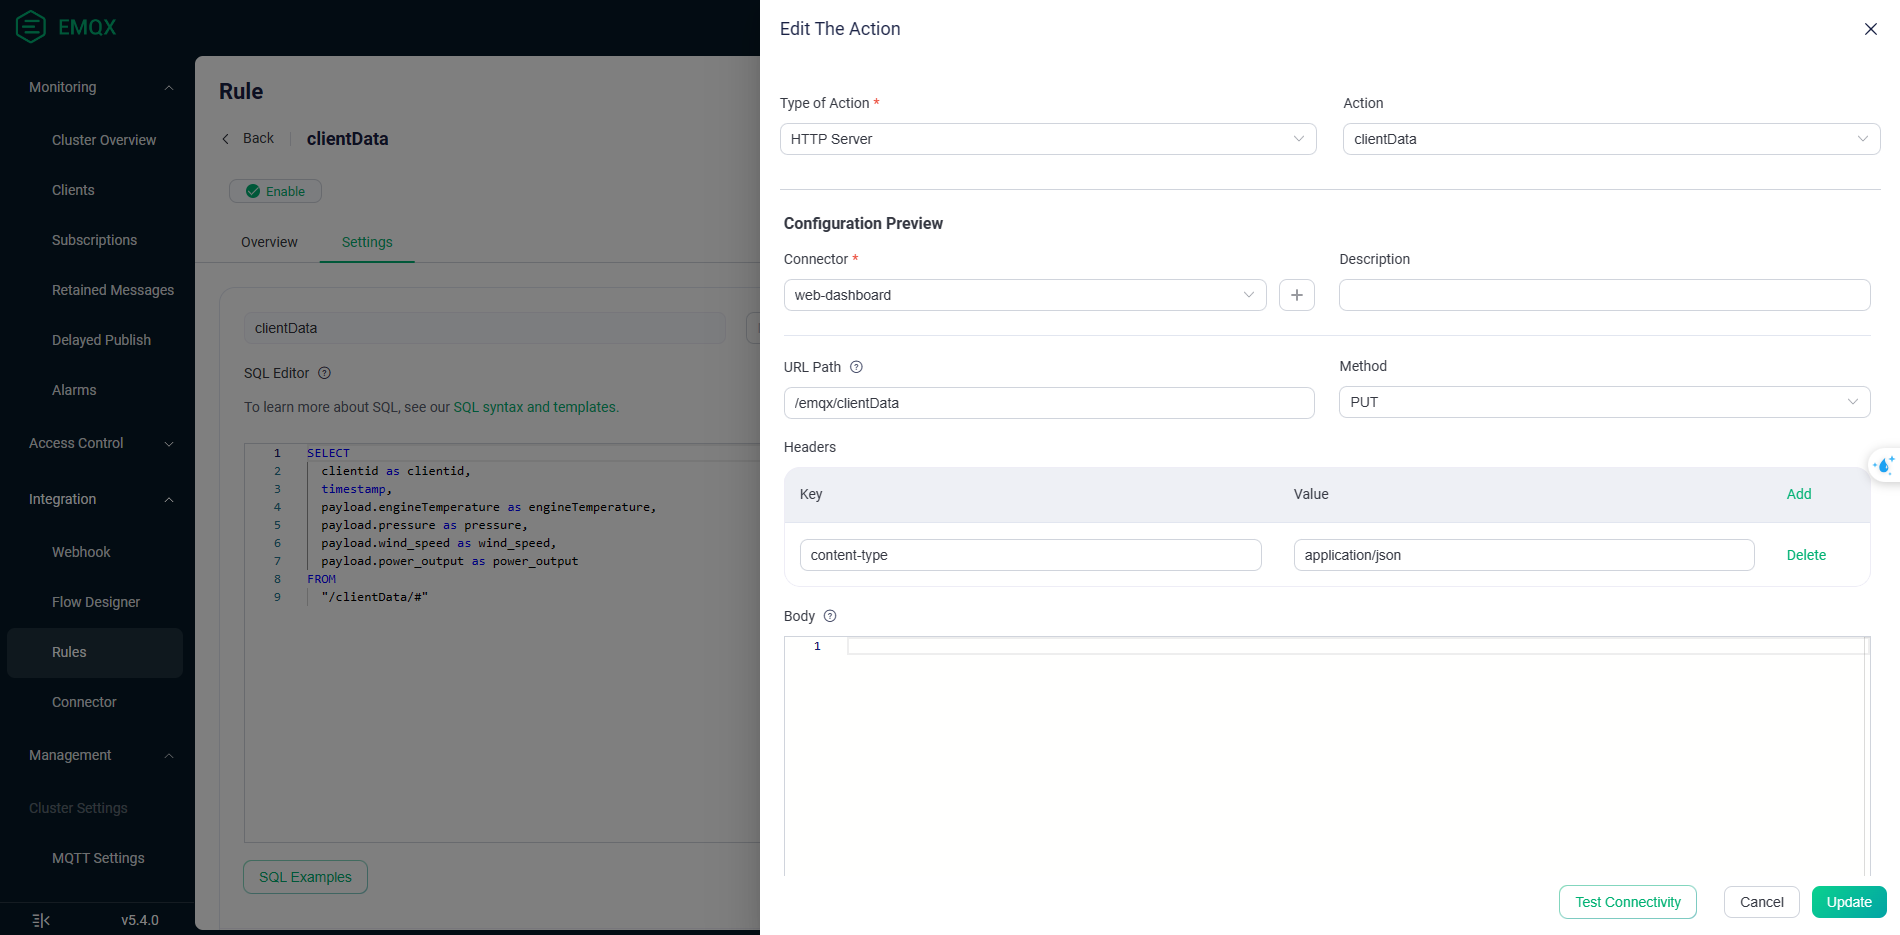 EMQX
Monitoring
Cluster Overview
Clients
Subscriptions
Retained Messages
Delayed Publish
Alarms
Access Control
Integration
Webhook
Flow Designer
Rules
Connector
Management
Cluster Settings
MQTT Settings
v5.4.0
Rule
Back
clientData
Enable
Overview
Settings
clientData
SQL Editor
To learn more about SQL, see our SQL syntax and templates.
1 SELECT
2 clientid as clientid,
3 timestamp,
4 payload.engineTemperature as engineTemperature,
5 payload.pressure as pressure,
6 payload.wind_speed as wind_speed,
7 payload.power_output as power_output
8 FROM
9 "/clientData/#"
SQL Examples
Edit The Action
Type of Action *
Action
HTTP Server
clientData
Configuration Preview
Connector *
Description
web-dashboard
URL Path
Method
/emqx/clientData
PUT
Headers
Key
Value
Add
content-type
application/json
Delete
Body
1
Test Connectivity
Cancel
Update